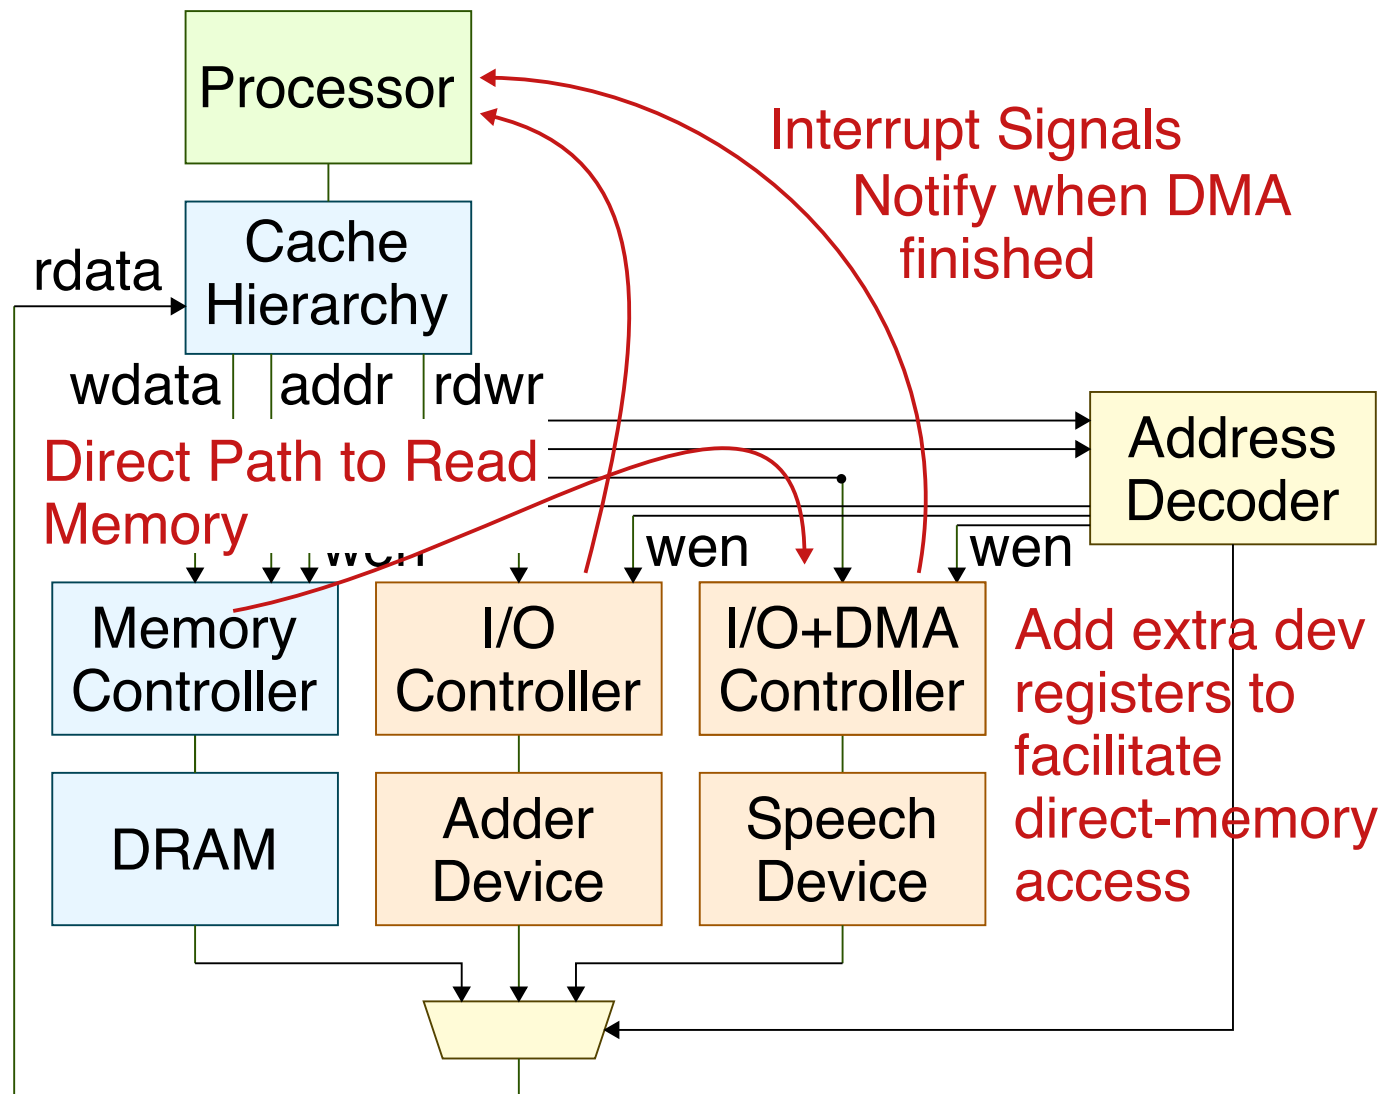 Processor
Interrupt Signals
Notify when DMA
finished
Cache
Hierarchy
rdata
wdata
addr
rdwr
Direct Path to Read
Memory
Address
Decoder
wen
wen
wen
Memory
Controller
I/O
Controller
I/O+DMA
Controller
Add extra dev
registers to
facilitate
direct-memory
access
DRAM
Adder
Device
Speech
Device